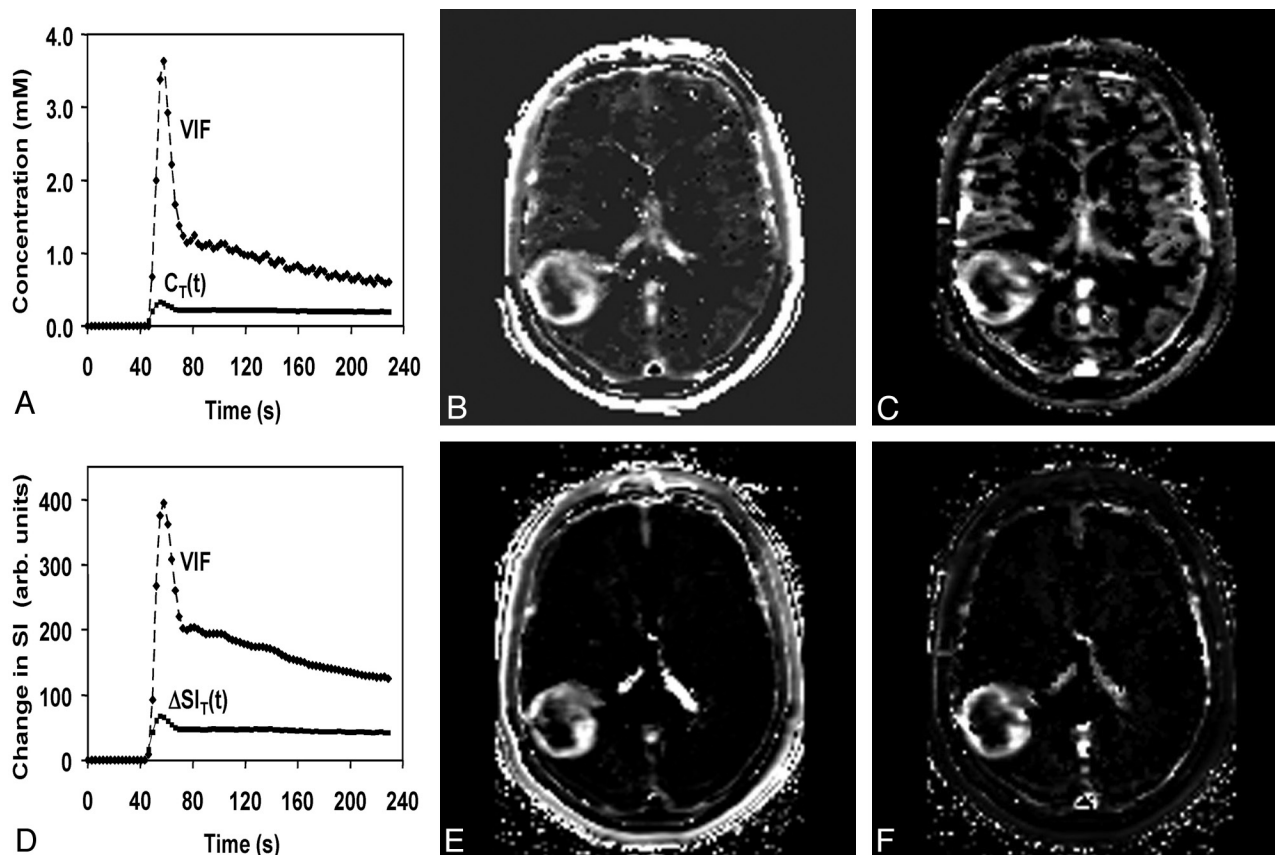 Concentration (mM)
4.0
3.0
2.0
1.0
0.0
VIF
C_T(t)
0 40 80 120 160 200 240
Time (s)
A
B
C
Change in SI (arb. units)
400
300
200
100
0
VIF
ΔSI_T(t)
0 40 80 120 160 200 240
Time (s)
D
E
F